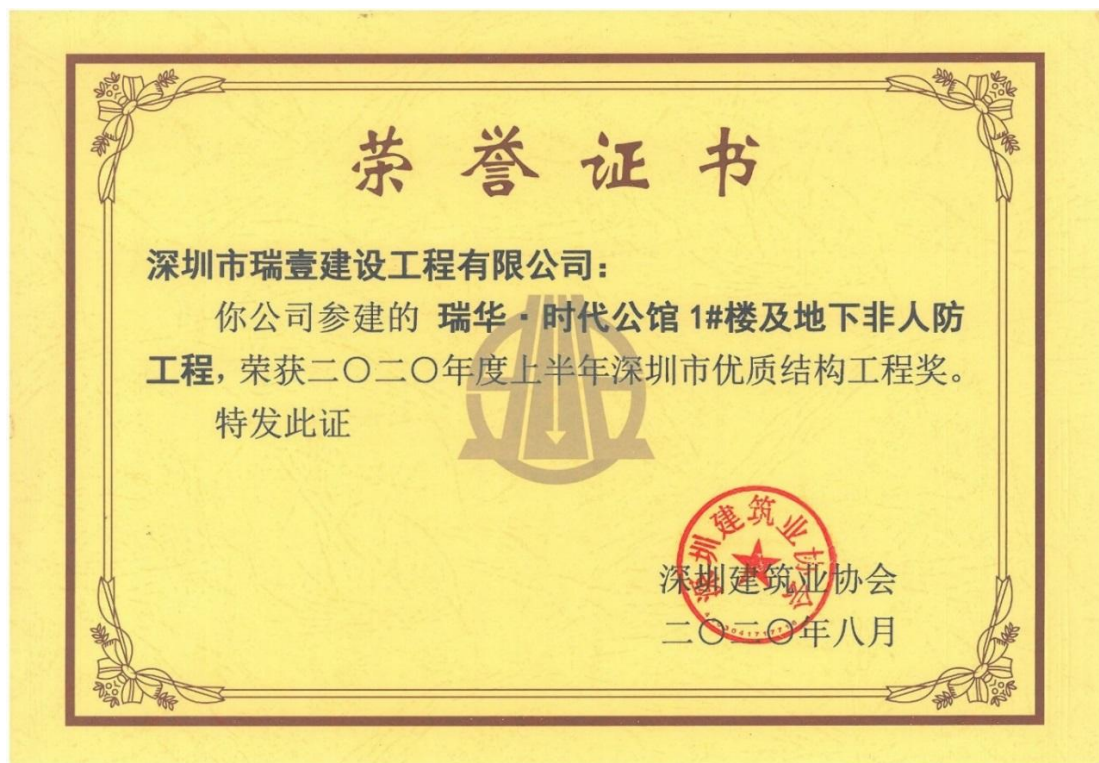 荣誉证书
深圳市瑞壹建设工程有限公司：
你公司参建的 瑞华·时代公馆1#楼及地下非人防
工程，荣获二〇二〇年度上半年深圳市优质结构工程奖。
特发此证
深圳建筑业协会
深圳建筑业协会
二〇二〇年八月